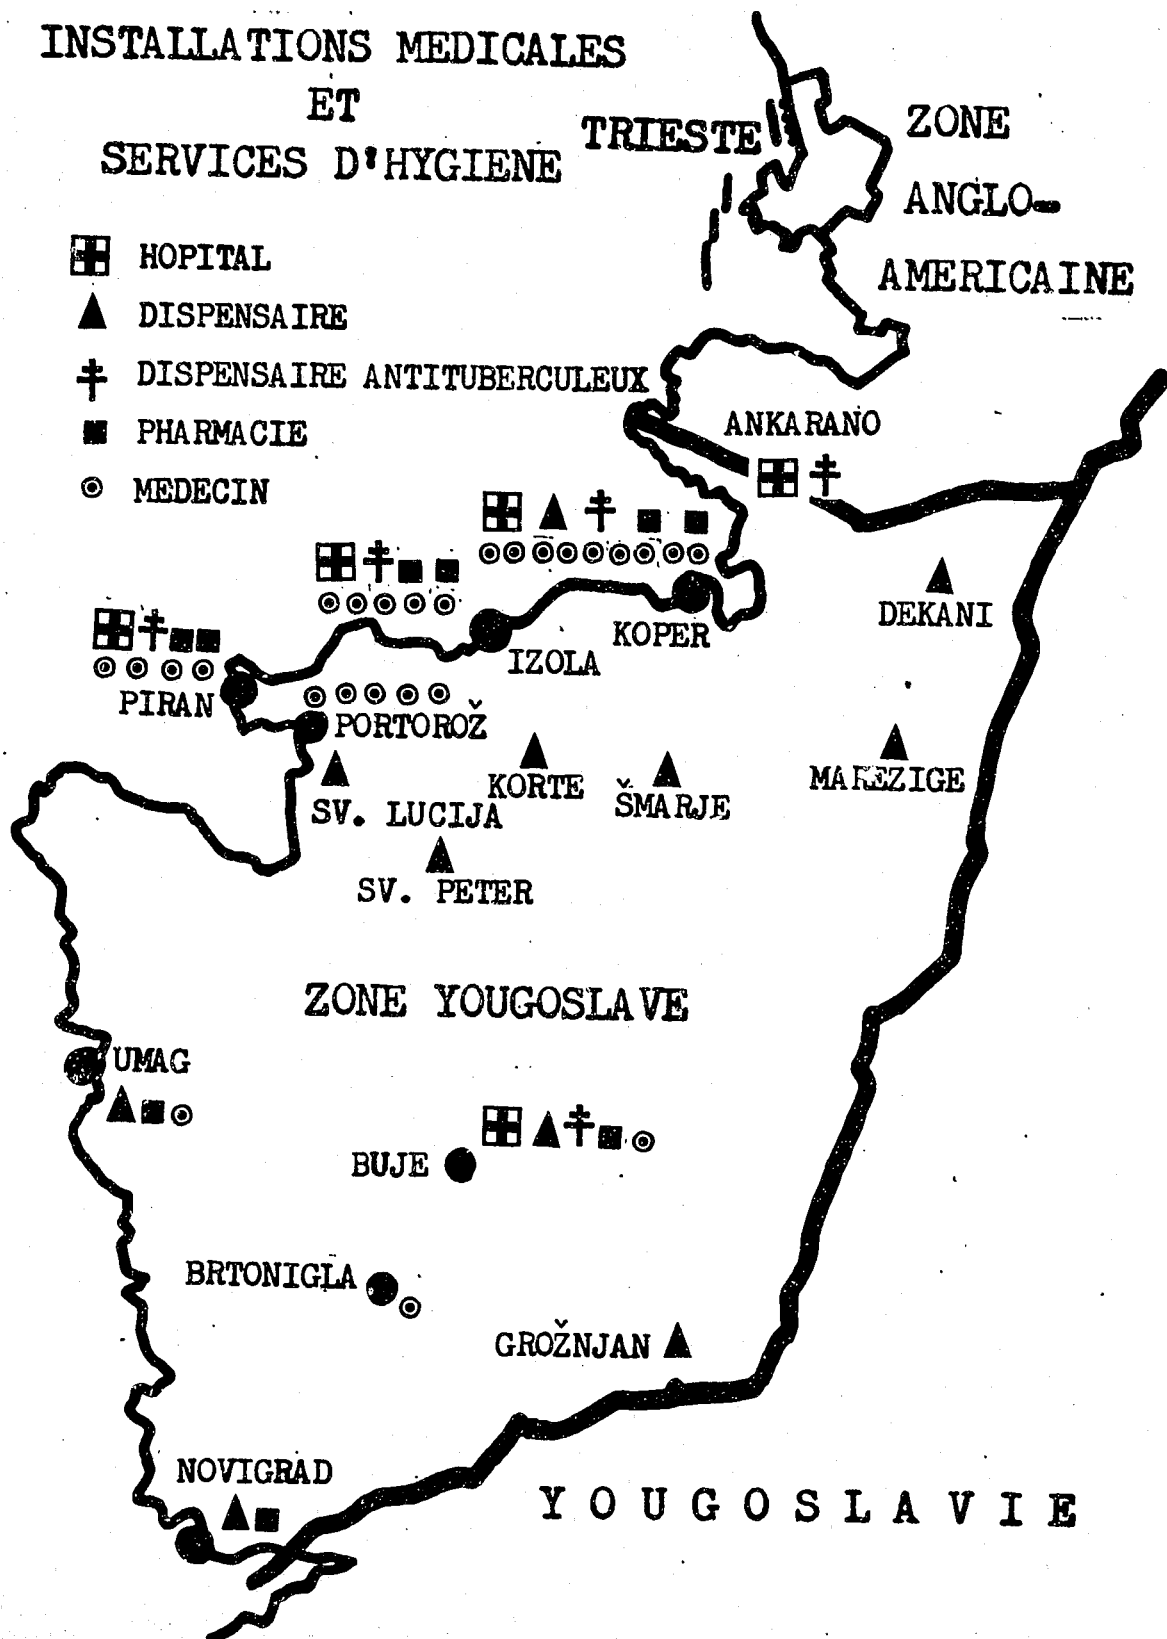 INSTALLATIONS MEDICALES
ET
SERVICES D'HYGIENE
TRIESTE
ZONE
ANGLO-
AMERICAINE
HOPITAL
DISPENSAIRE
DISPENSAIRE ANTITUBERCULEUX
PHARMACIE
MEDECIN
ANKARANO
DEKANI
KOPER
IZOLA
PIRAN
PORTOROŽ
KORTE
ŠMARJE
MAREZIGE
SV. LUCIJA
SV. PETER
ZONE YOUGOSLAVE
UMAG
BUJE
BRTONIGLA
GROŽNJAN
NOVIGRAD
YOUGOSLAVIE